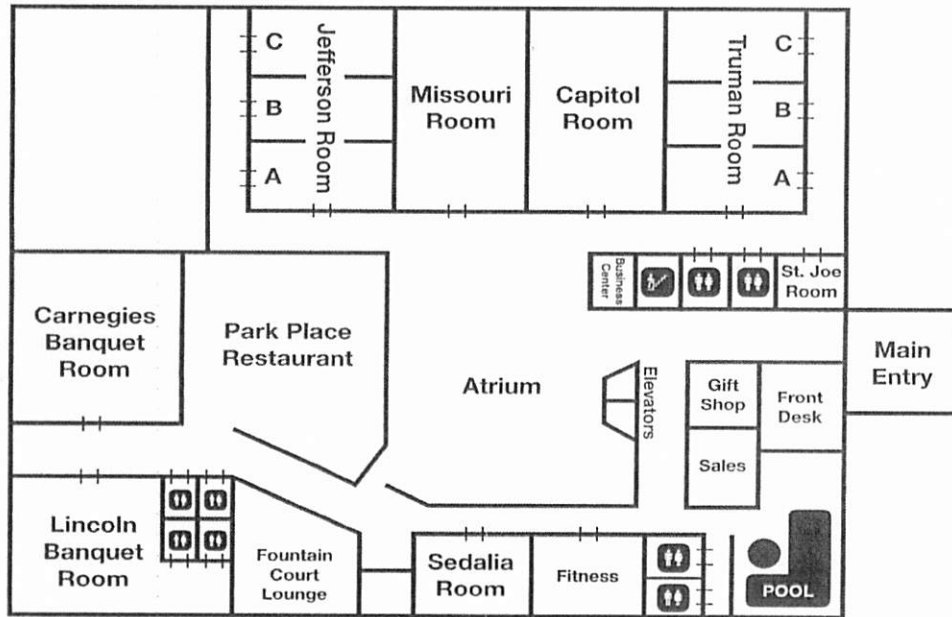 C
B
A
Jefferson Room
Missouri
Room
Capitol
Room
Truman Room
C
B
A
Business
Center
St. Joe
Room
Carnegies
Banquet
Room
Park Place
Restaurant
Atrium
Elevators
Gift
Shop
Front
Desk
Main
Entry
Sales
Lincoln
Banquet
Room
Fountain
Court
Lounge
Sedalia
Room
Fitness
POOL